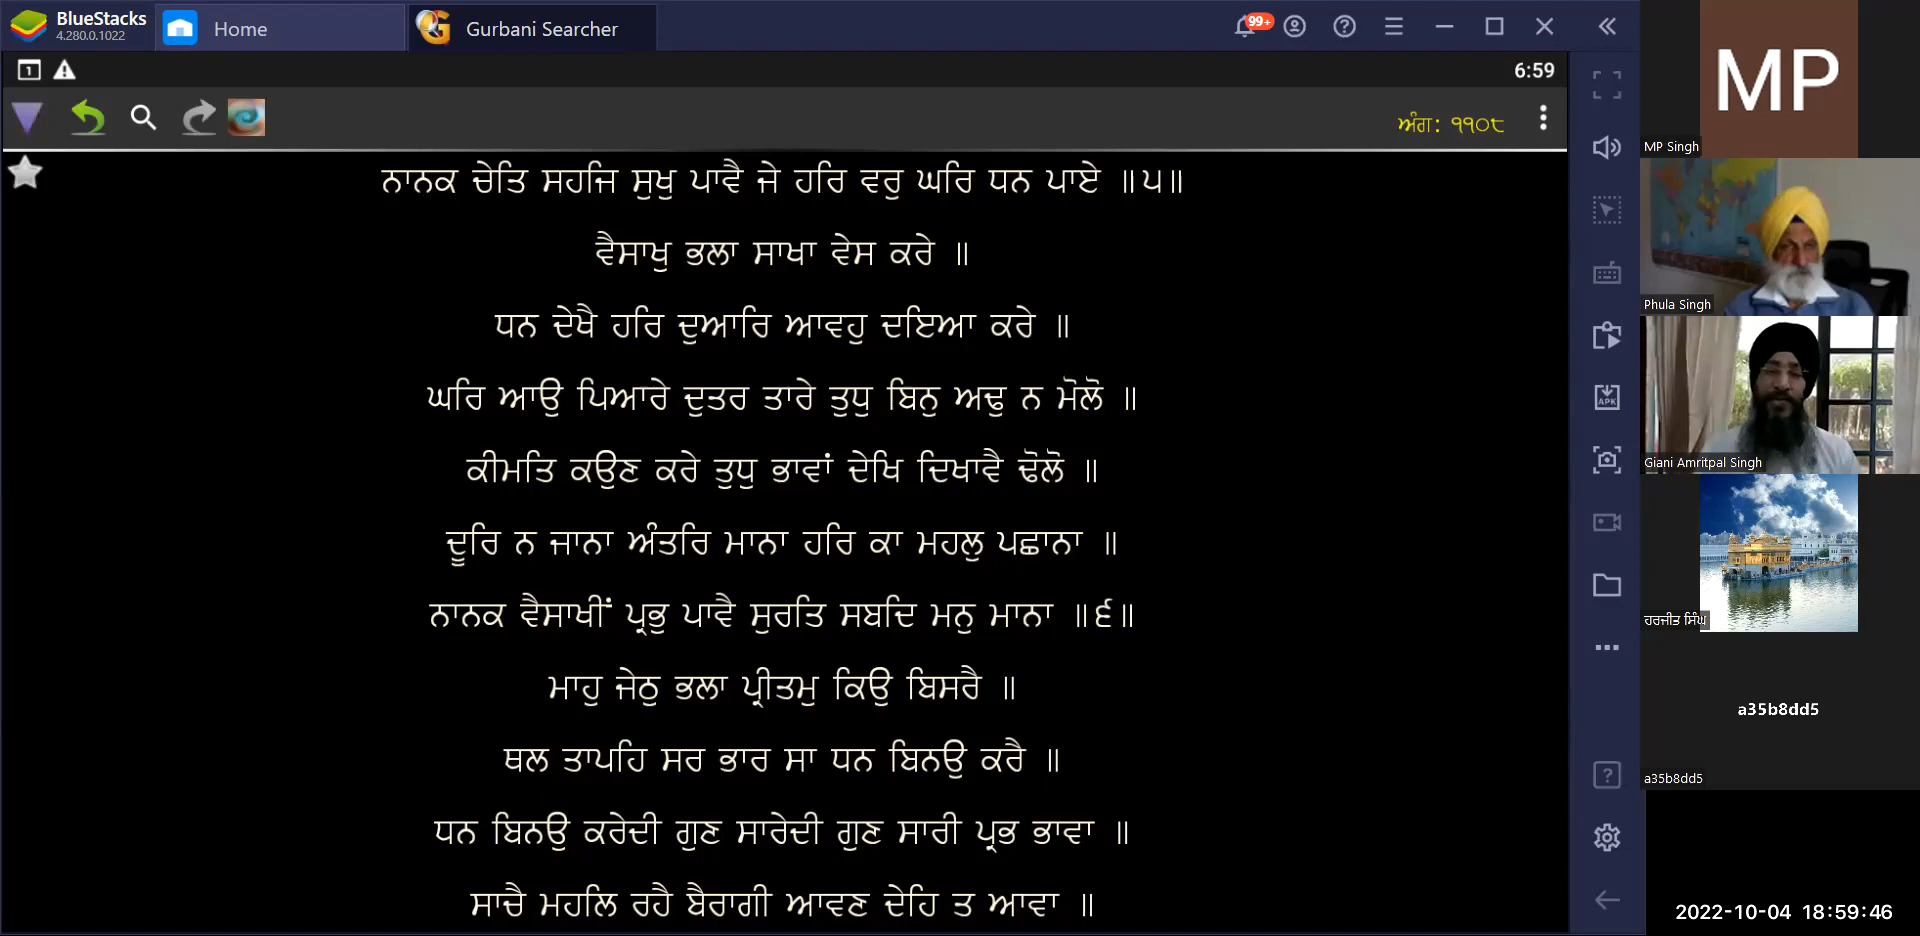 BlueStacks
4.280.0.1022
Home
Gurbani Searcher
99+
6:59
ਅੰਗ: ੧੧੦੮
ਨਾਨਕ ਚੇਤਿ ਸਹਜਿ ਸੁਖੁ ਪਾਵੈ ਜੇ ਹਰਿ ਵਰੁ ਘਰਿ ਧਨ ਪਾਏ ॥੫॥
ਵੈਸਾਖੁ ਭਲਾ ਸਾਖਾ ਵੇਸ ਕਰੇ ॥
ਧਨ ਦੇਖੈ ਹਰਿ ਦੁਆਰਿ ਆਵਹੁ ਦਇਆ ਕਰੇ ॥
ਘਰਿ ਆਉ ਪਿਆਰੇ ਦੁਤਰ ਤਾਰੇ ਤੁਧੁ ਬਿਨੁ ਅਢੁ ਨ ਮੋਲੋ ॥
ਕੀਮਤਿ ਕਉਣ ਕਰੇ ਤੁਧੁ ਭਾਵਾਂ ਦੇਖਿ ਦਿਖਾਵੈ ਢੋਲੋ ॥
ਦੂਰਿ ਨ ਜਾਨਾ ਅੰਤਰਿ ਮਾਨਾ ਹਰਿ ਕਾ ਮਹਲੁ ਪਛਾਨਾ ॥
ਨਾਨਕ ਵੈਸਾਖੀਂ ਪ੍ਰਭੁ ਪਾਵੈ ਸੁਰਤਿ ਸਬਦਿ ਮਨੁ ਮਾਨਾ ॥੬॥
ਮਾਹੁ ਜੇਠੁ ਭਲਾ ਪ੍ਰੀਤਮੁ ਕਿਉ ਬਿਸਰੈ ॥
ਥਲ ਤਾਪਹਿ ਸਰ ਭਾਰ ਸਾ ਧਨ ਬਿਨਉ ਕਰੈ ॥
ਧਨ ਬਿਨਉ ਕਰੇਦੀ ਗੁਣ ਸਾਰੇਦੀ ਗੁਣ ਸਾਰੀ ਪ੍ਰਭ ਭਾਵਾ ॥
ਸਾਚੈ ਮਹਲਿ ਰਹੈ ਬੈਰਾਗੀ ਆਵਣ ਦੇਹਿ ਤ ਆਵਾ ॥
APK
MP
MP Singh
Phula Singh
Giani Amritpal Singh
ਹਰਜੀਤ ਸਿੰਘ
a35b8dd5
a35b8dd5
2022-10-04 18:59:46